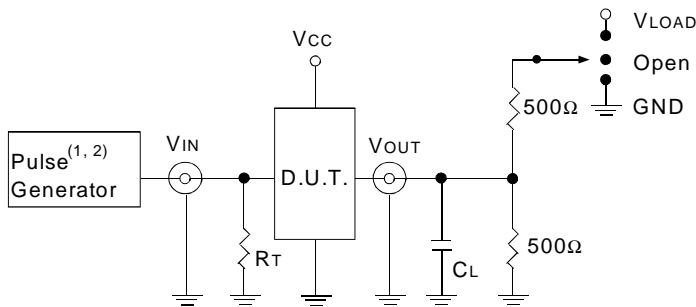 VLOAD
VCC
Open
500Ω
GND
Pulse(1, 2)
Generator
VIN
D.U.T.
VOUT
RT
CL
500Ω